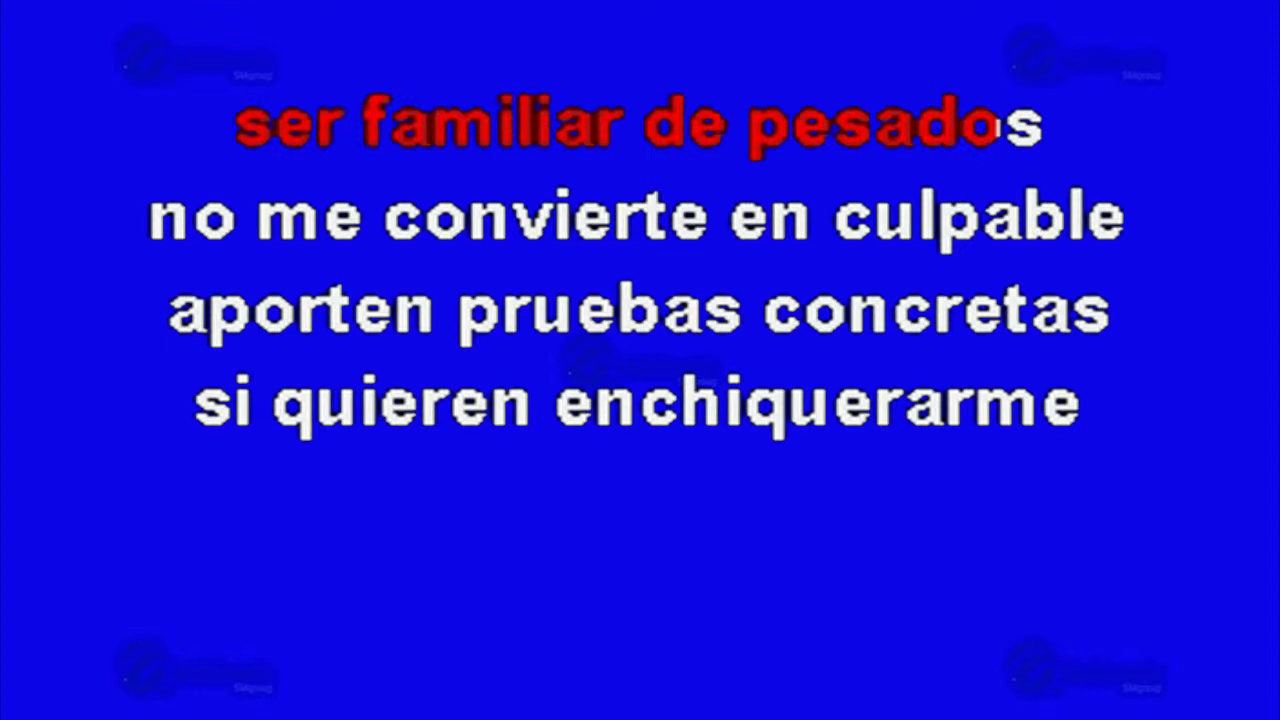 ser familiar de pesados
no me convierte en culpable
aporten pruebas concretas
si quieren enchiquerarme